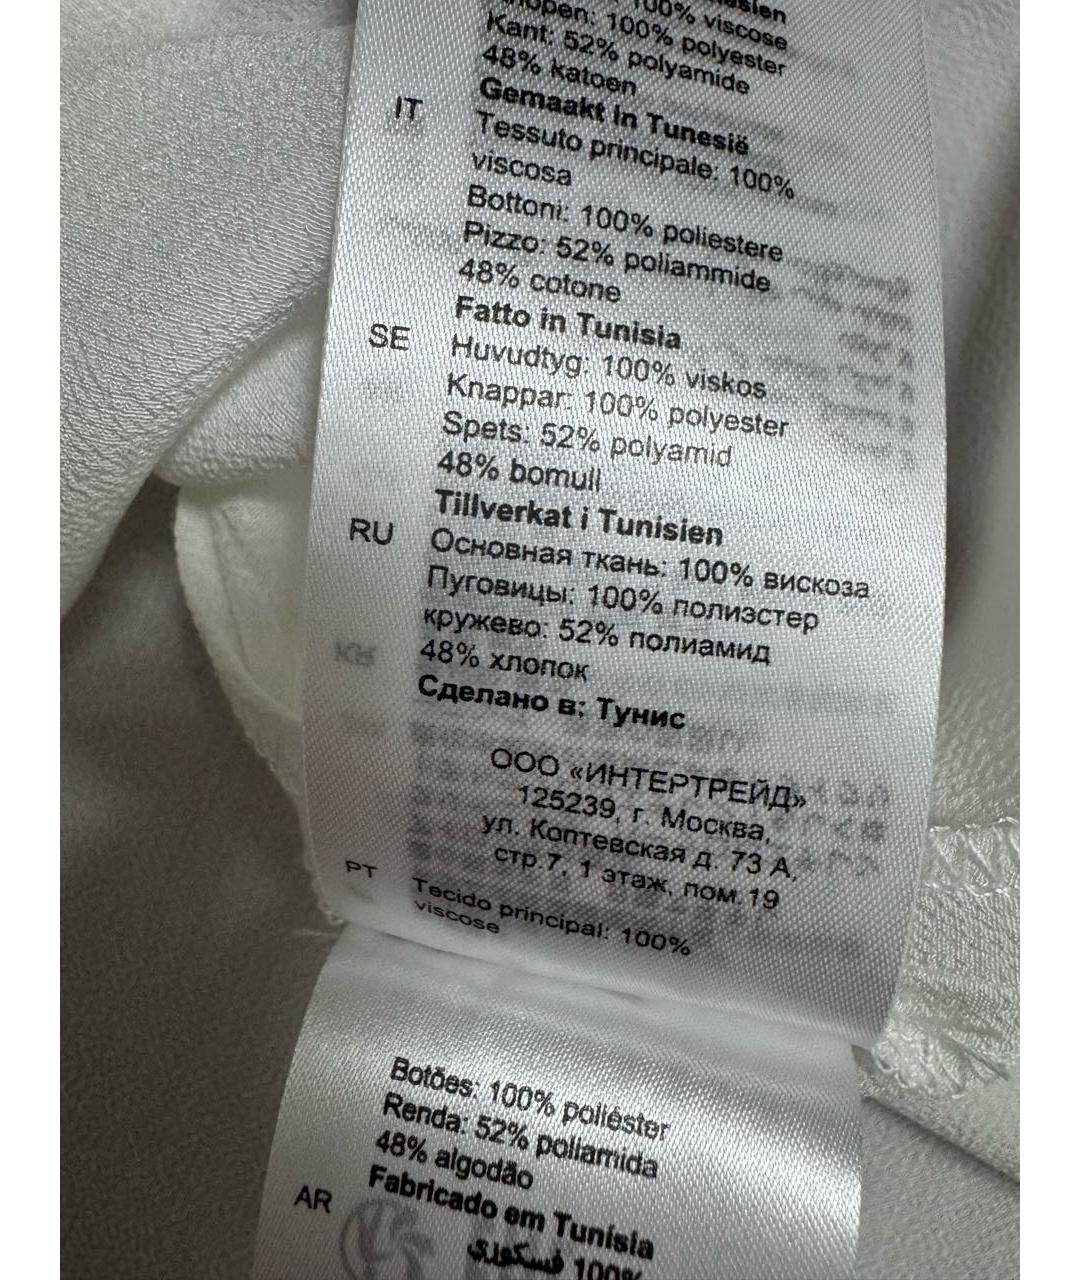 100% viscose
100% polyester
Kant: 52% polyamide
48% katoen
Gemaakt in Tunesië
IT
Tessuto principale: 100%
viscosa
Bottoni: 100% poliestere
Pizzo: 52% poliammide
48% cotone
Fatto in Tunisia
SE
Huvudtyg: 100% viskos
Knappar: 100% polyester
Spets: 52% polyamid
48% bomull
Tillverkat i Tunisien
RU
Основная ткань: 100% вискоза
Пуговицы: 100% полиэстер
кружево: 52% полиамид
48% хлопок
Сделано в: Тунис
ООО «ИНТЕРТРЕЙД»
125239, г. Москва,
ул. Коптевская д. 73 А,
стр.7, 1 этаж, пом.19
PT
Tecido principal: 100%
viscose
Botões: 100% poliéster
Renda: 52% poliamida
48% algodão
Fabricado em Tunísia
AR
100%